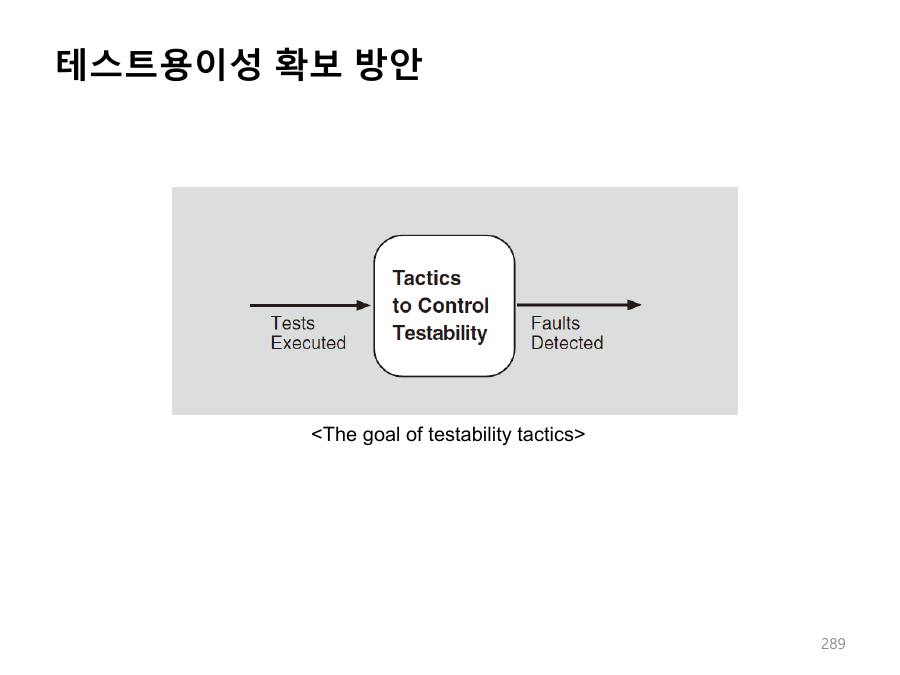 테스트용이성 확보 방안
Tactics
to Control
Testability
Tests
Executed
Faults
Detected
<The goal of testability tactics>
289